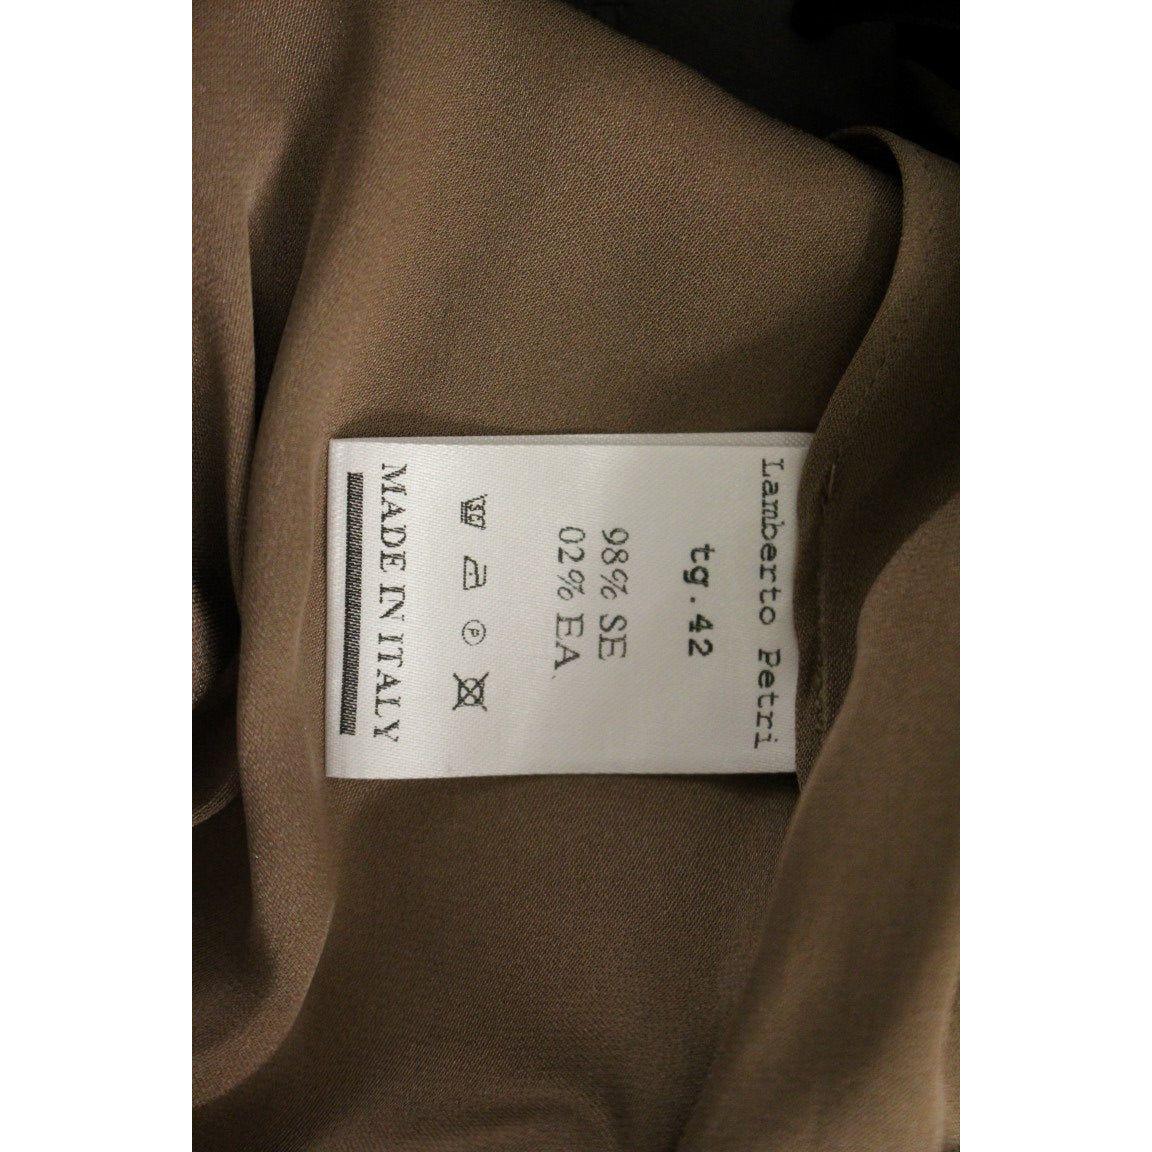 Lamberto Petri
tg.42
98% SE
02% EA
MADE IN ITALY